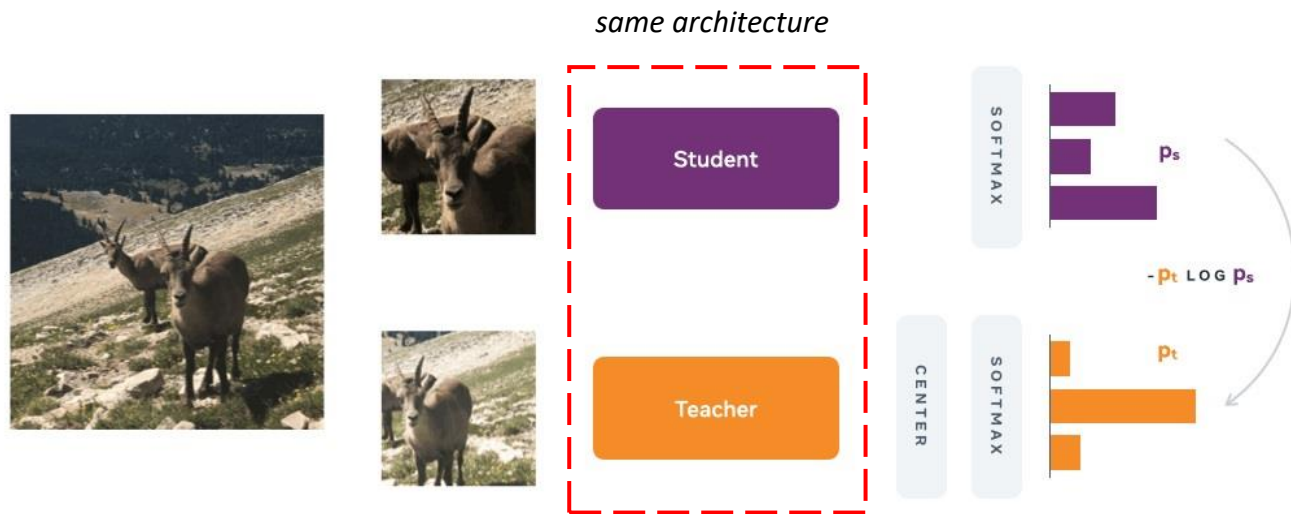 same architecture
Student
SOFTMAX
ps
-pt LOG ps
Teacher
CENTER
SOFTMAX
pt